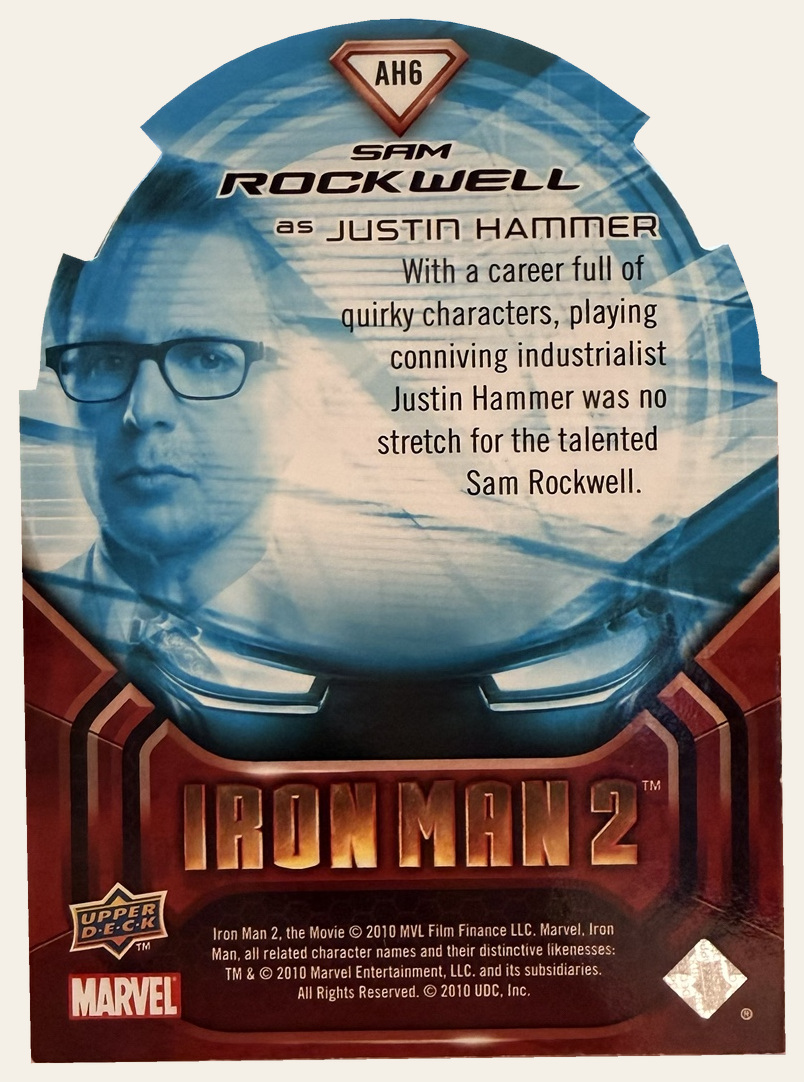 AH6
SAM
ROCKWELL
as JUSTIN HAMMER
With a career full of
quirky characters, playing
conniving industrialist
Justin Hammer was no
stretch for the talented
Sam Rockwell.
IRON MAN 2™
UPPER
D·E·C·K™
MARVEL
Iron Man 2, the Movie © 2010 MVL Film Finance LLC. Marvel, Iron
Man, all related character names and their distinctive likenesses:
TM & © 2010 Marvel Entertainment, LLC. and its subsidiaries.
All Rights Reserved. © 2010 UDC, Inc.
®